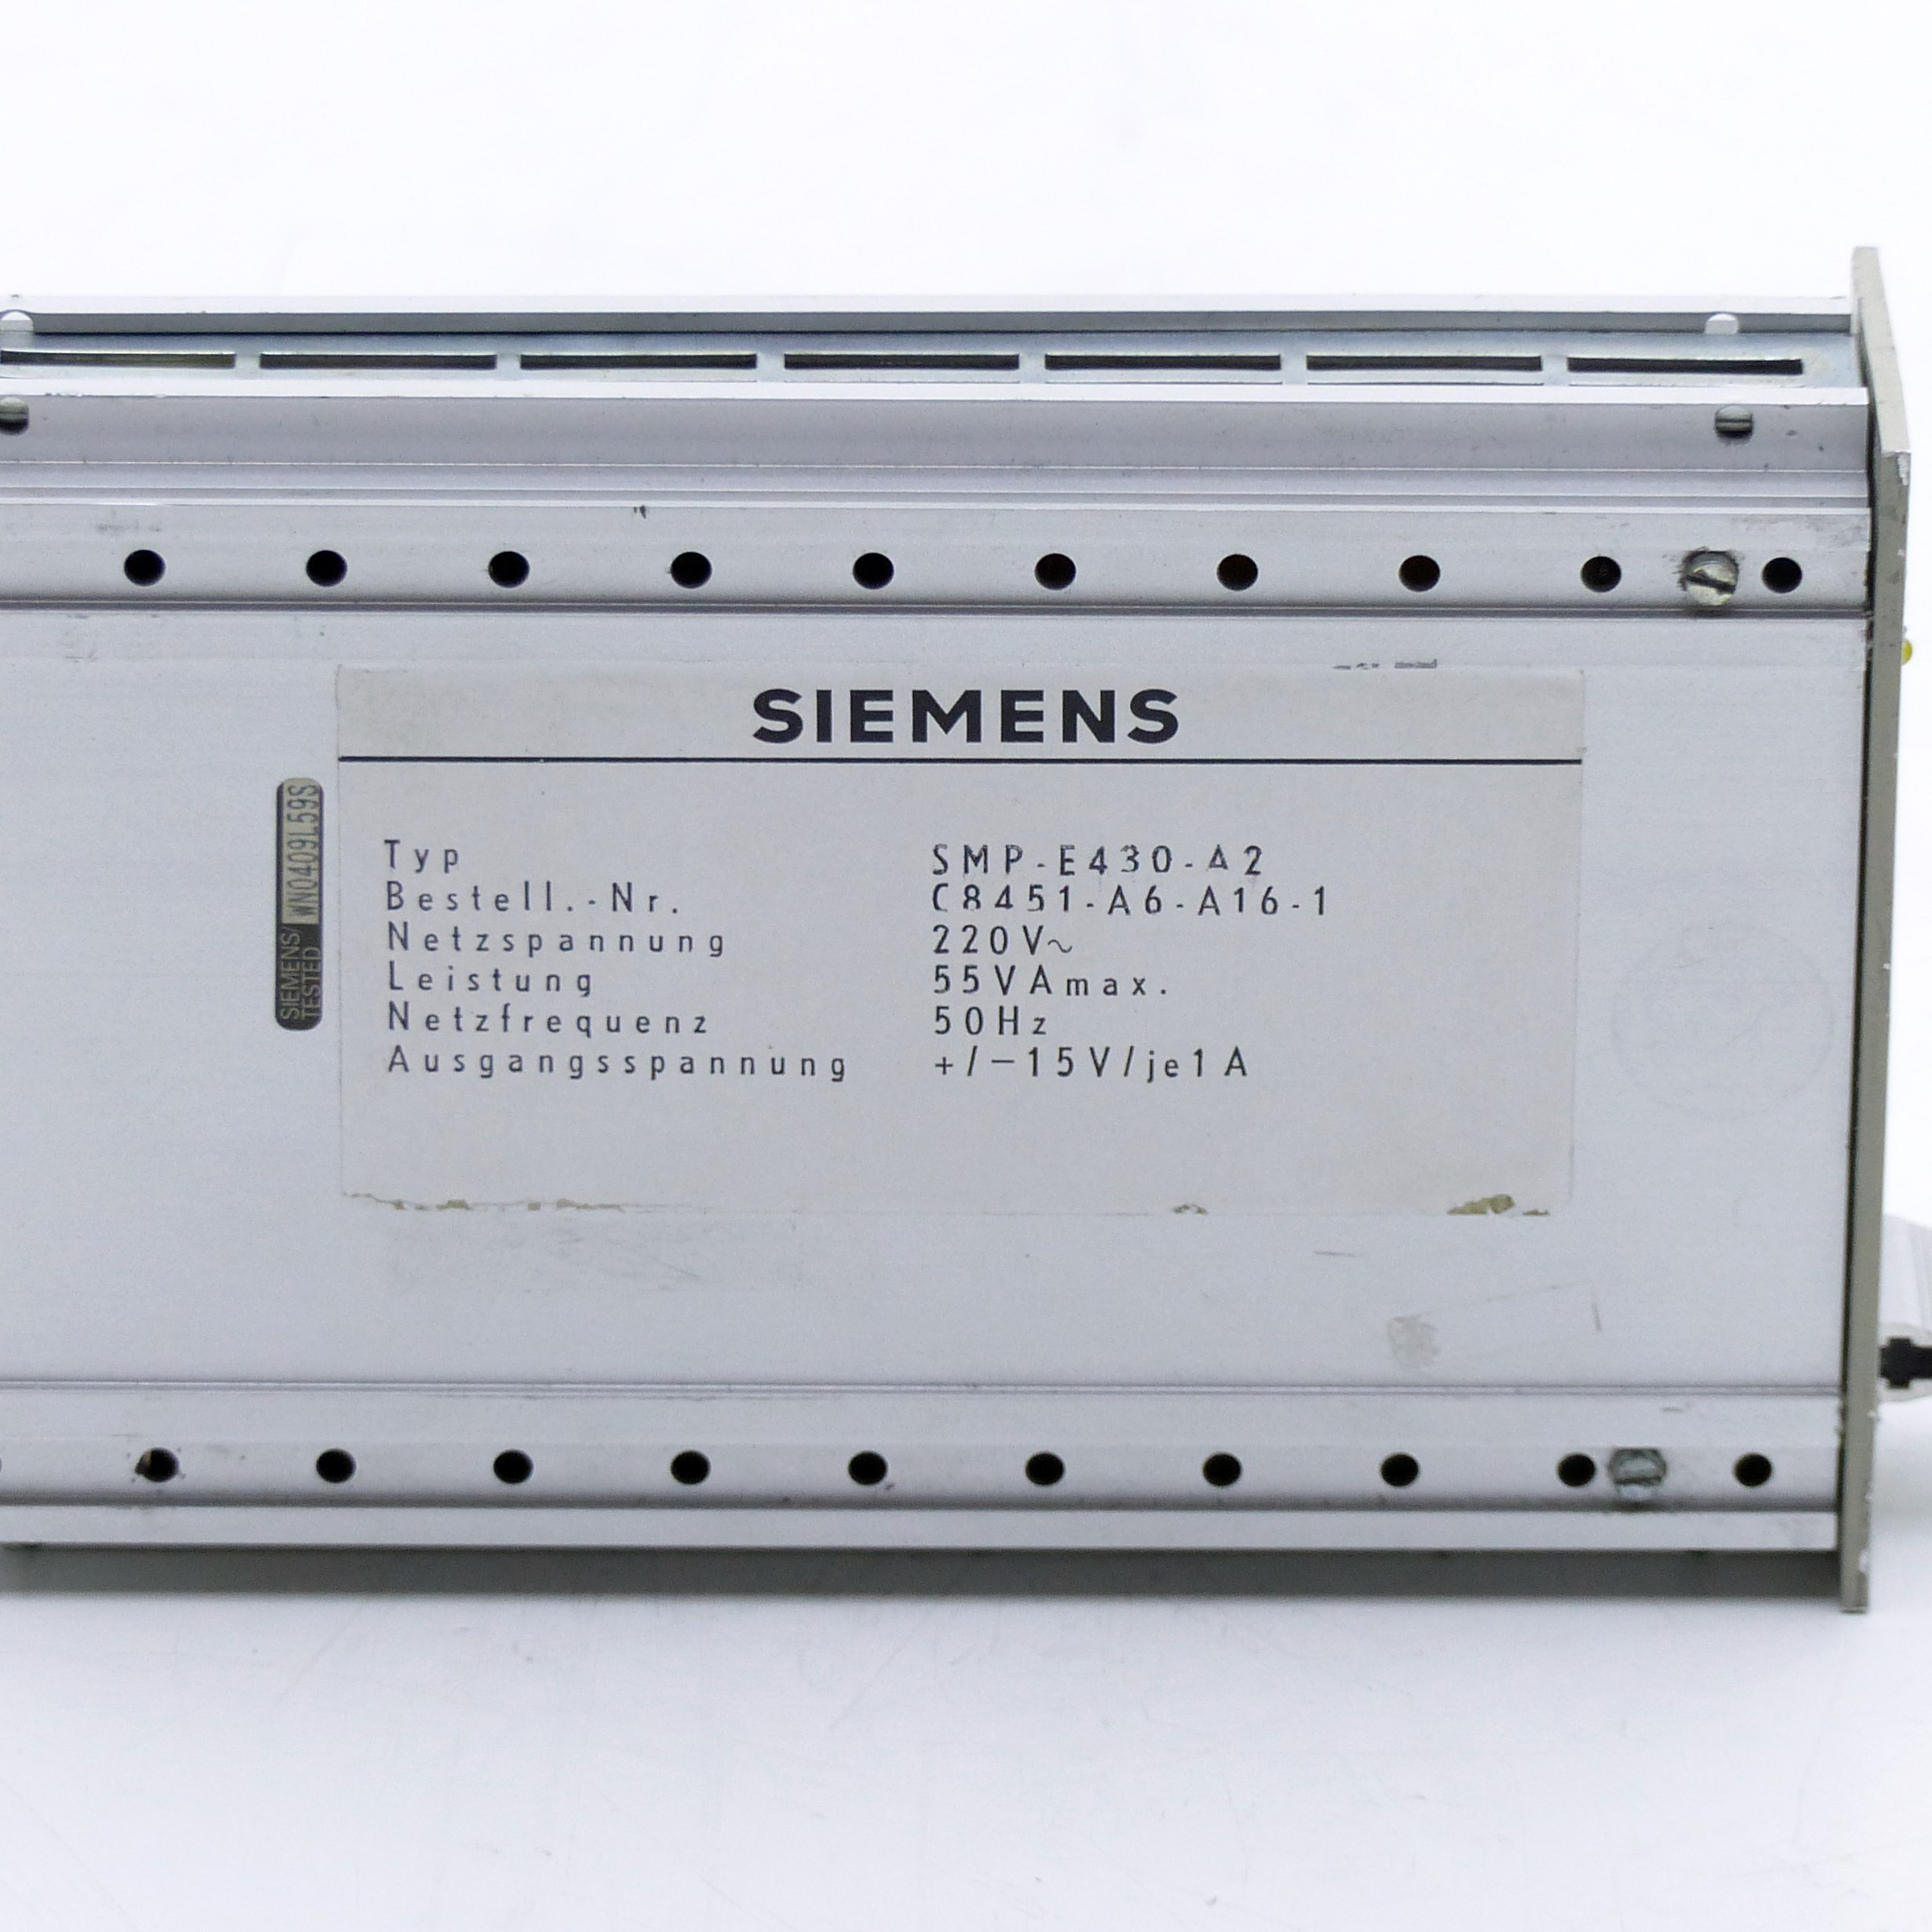 SIEMENS
Typ SMP-E430-A2
Bestell.-Nr. C8451-A6-A16-1
Netzspannung 220V~
Leistung 55VAmax.
Netzfrequenz 50Hz
Ausgangsspannung +/-15V/je1A
SIEMENS/
TESTED
WN0409L59S